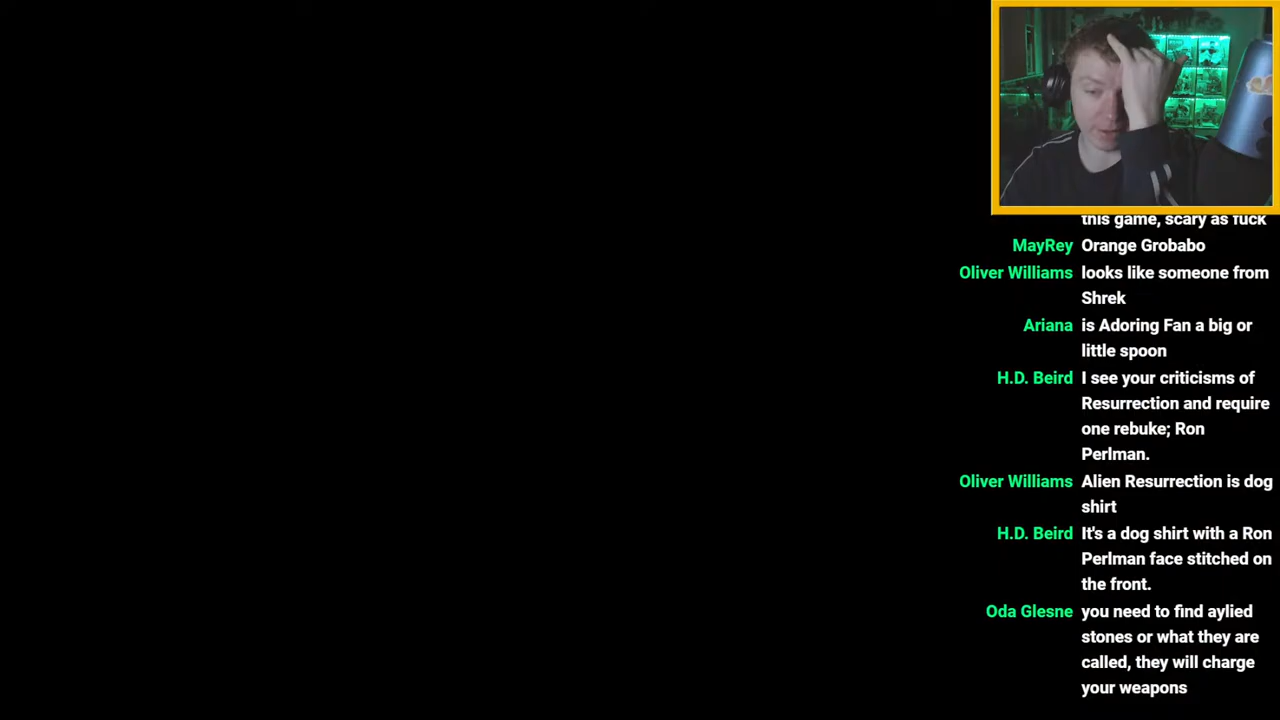 this game, scary as fuck
MayRey Orange Grobabo
Oliver Williams looks like someone from
Shrek
Ariana is Adoring Fan a big or
little spoon
H.D. Beird I see your criticisms of
Resurrection and require
one rebuke; Ron
Perlman.
Oliver Williams Alien Resurrection is dog
shirt
H.D. Beird It's a dog shirt with a Ron
Perlman face stitched on
the front.
Oda Glesne you need to find aylied
stones or what they are
called, they will charge
your weapons